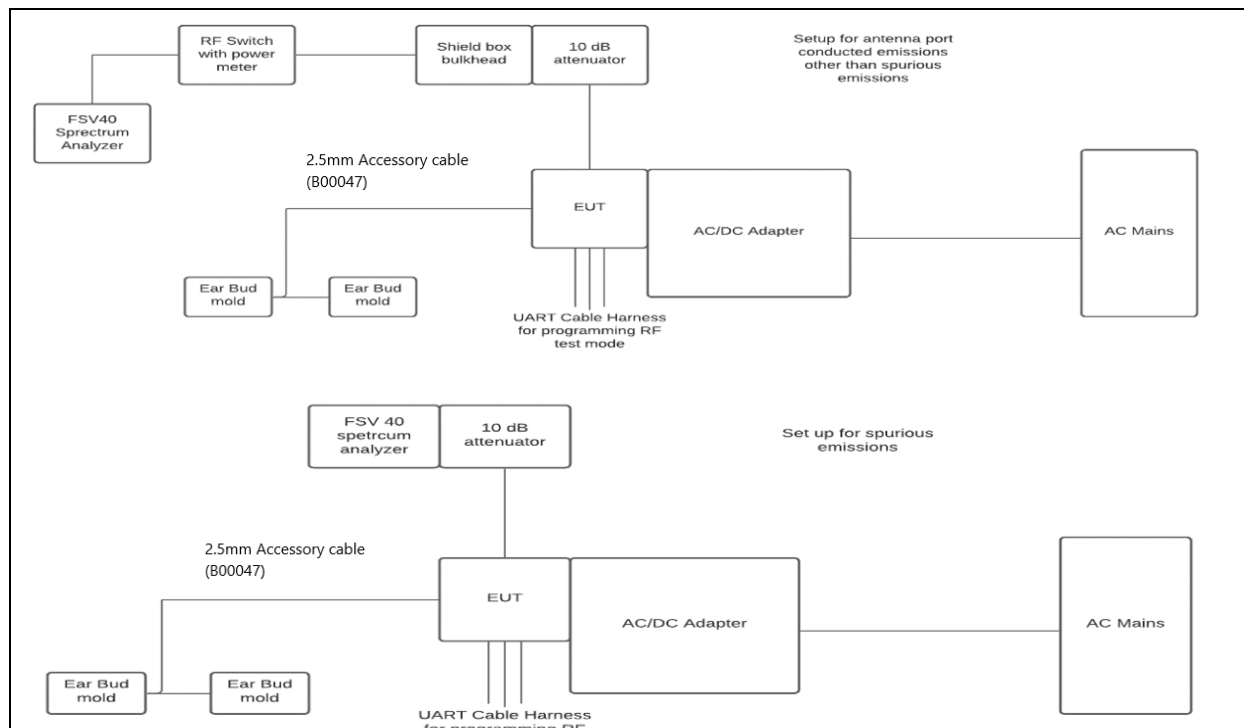 RF Switch
with power
meter
Shield box
bulkhead
10 dB
attenuator
Setup for antenna port
conducted emissions
other than spurious
emissions
FSV40
Sprectrum
Analyzer
2.5mm Accessory cable
(B00047)
EUT
AC/DC Adapter
AC Mains
Ear Bud
mold
Ear Bud
mold
UART Cable Harness
for programming RF
test mode
FSV 40
spetrcum
analyzer
10 dB
attenuator
Set up for spurious
emissions
2.5mm Accessory cable
(B00047)
EUT
AC/DC Adapter
AC Mains
Ear Bud
mold
Ear Bud
mold
UART Cable Harness
for programming RF